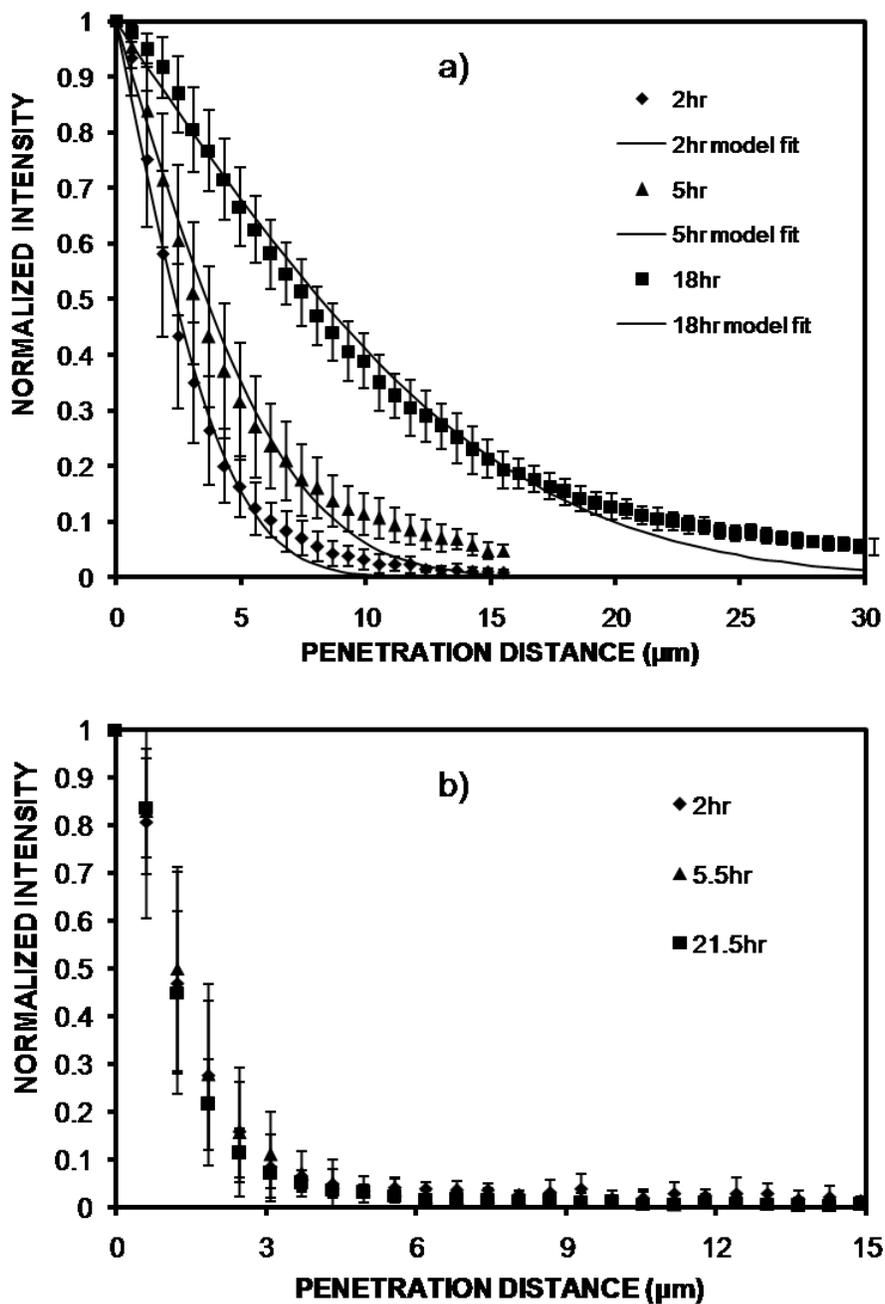 a)
NORMALIZED INTENSITY
1
0.9
0.8
0.7
0.6
0.5
0.4
0.3
0.2
0.1
0
2hr
2hr model fit
5hr
5hr model fit
18hr
18hr model fit
0 5 10 15 20 25 30
PENETRATION DISTANCE (µm)
b)
NORMALIZED INTENSITY
1
0.9
0.8
0.7
0.6
0.5
0.4
0.3
0.2
0.1
0
2hr
5.5hr
21.5hr
0 3 6 9 12 15
PENETRATION DISTANCE (µm)